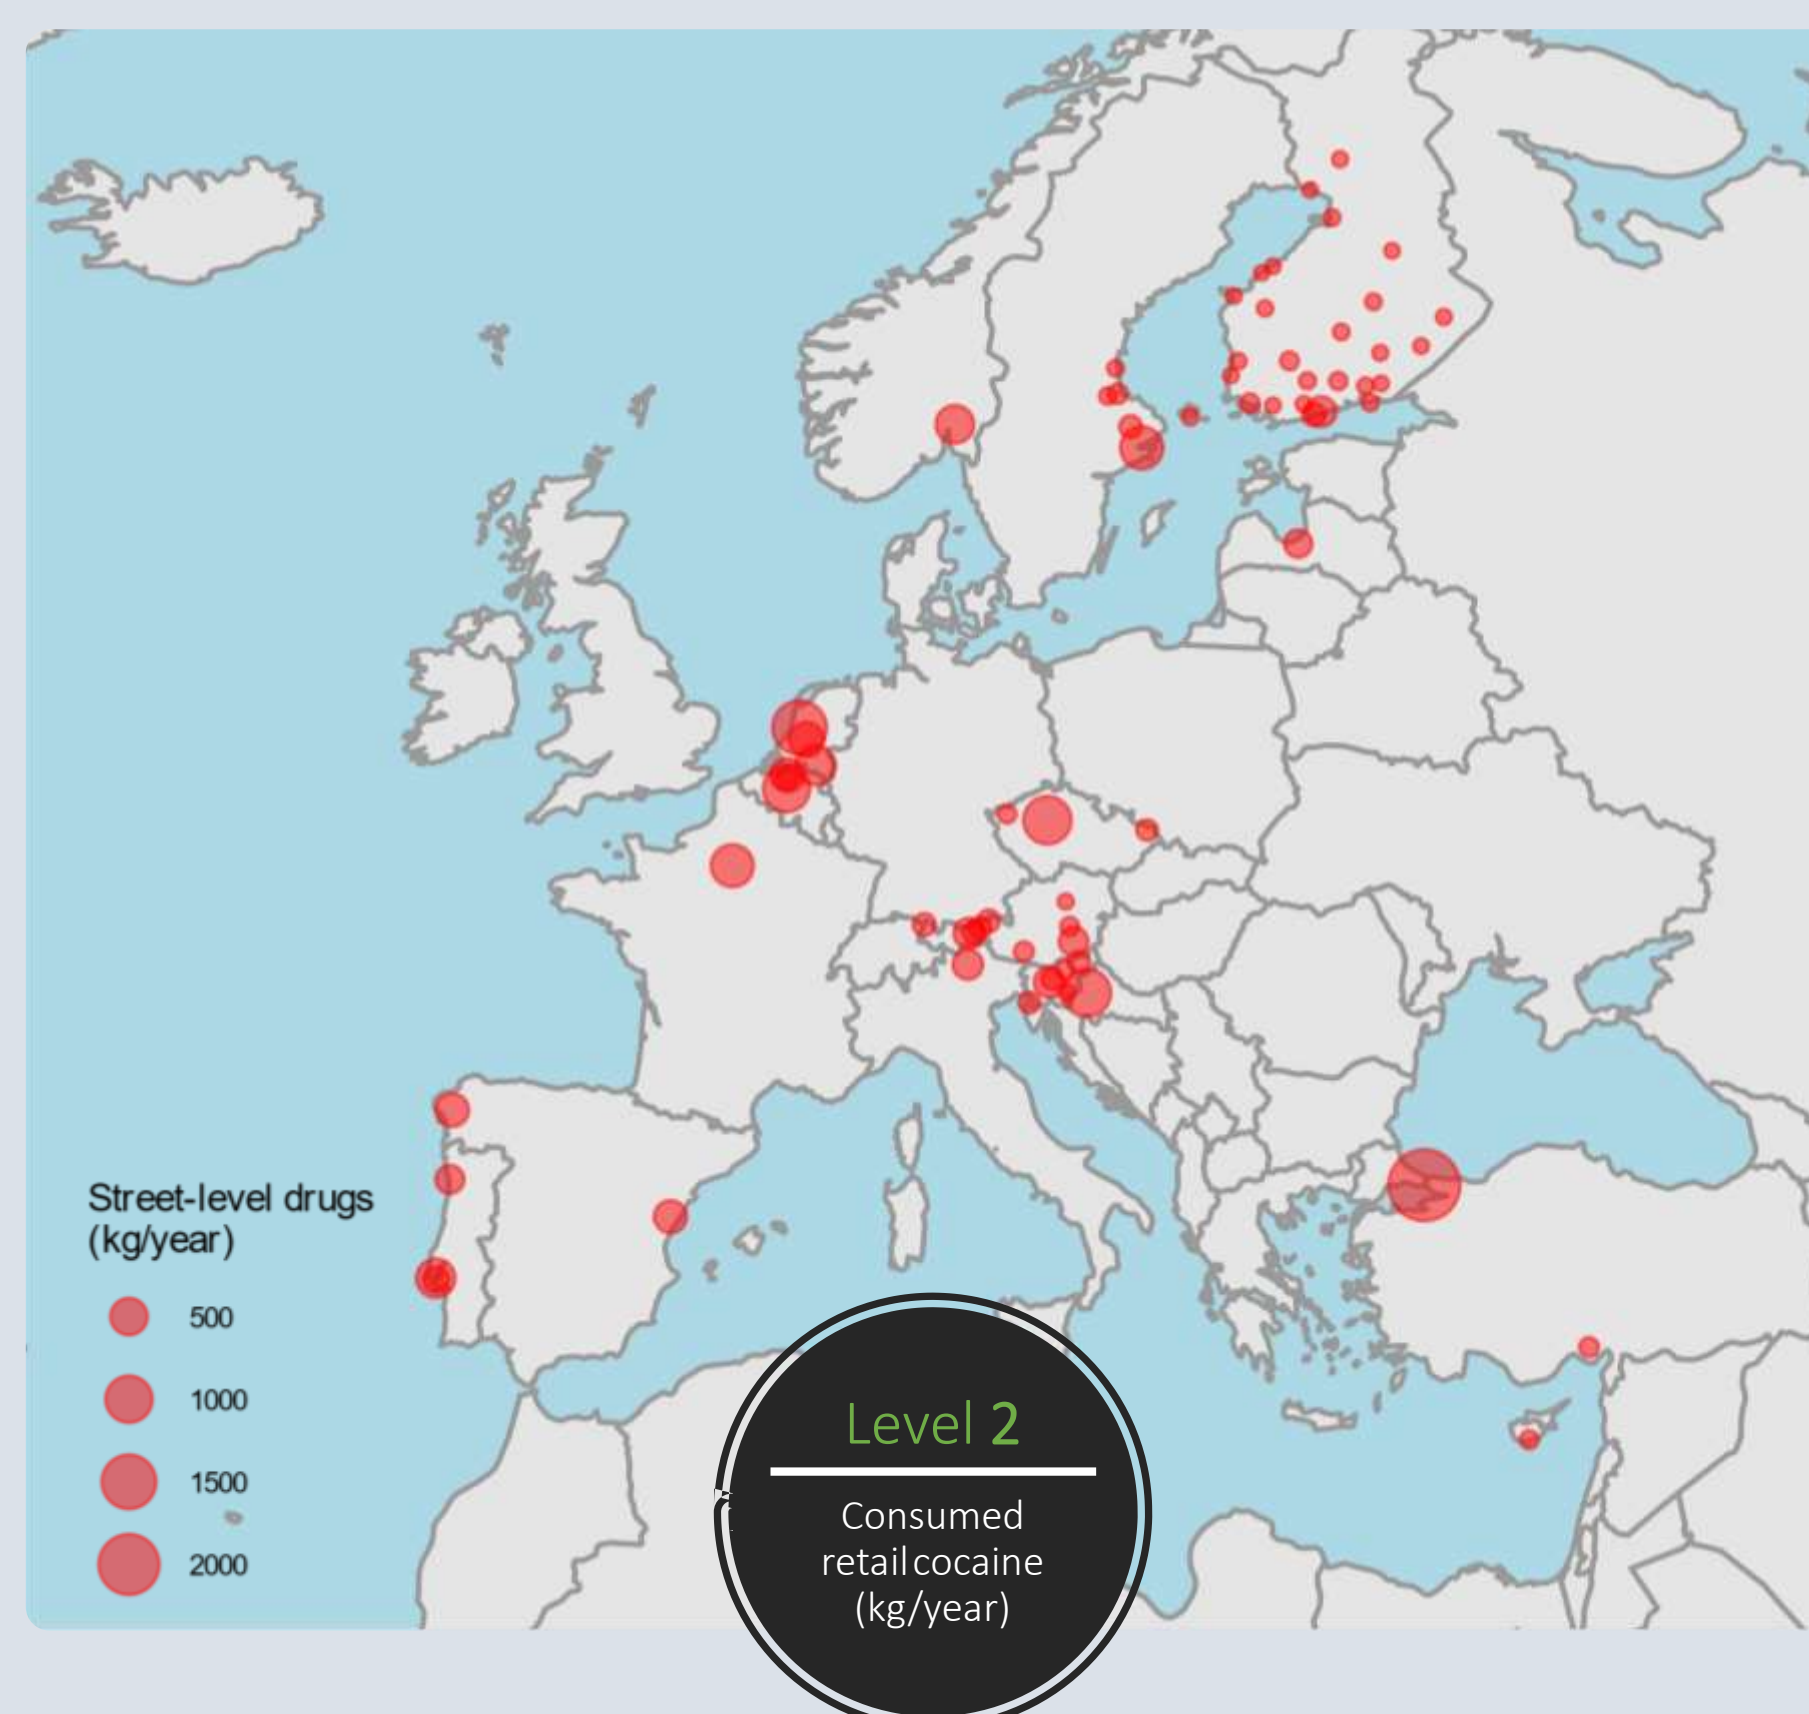 Street-level drugs
(kg/year)
500
1000
1500
2000
Level 2
Consumed
retail cocaine
(kg/year)